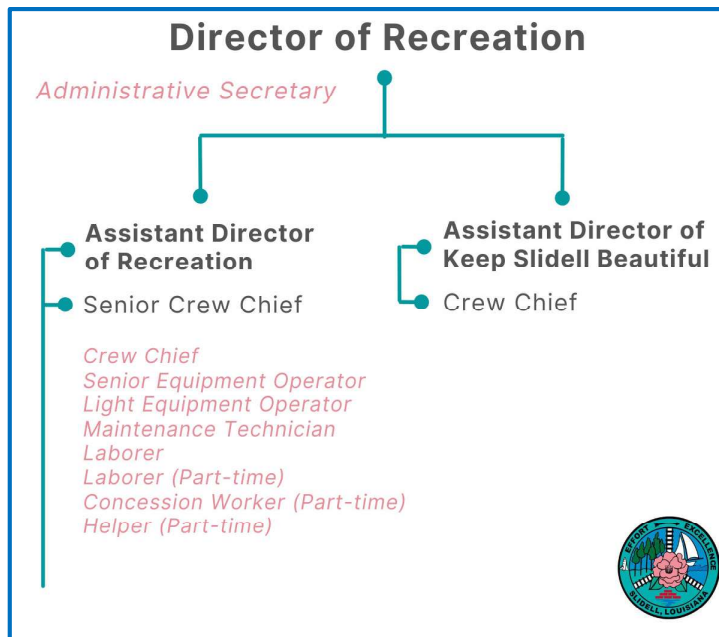 Director of Recreation
Administrative Secretary
Assistant Director
of Recreation
Senior Crew Chief
Crew Chief
Senior Equipment Operator
Light Equipment Operator
Maintenance Technician
Laborer
Laborer (Part-time)
Concession Worker (Part-time)
Helper (Part-time)
Assistant Director of
Keep Slidell Beautiful
Crew Chief
EFFORT
EXCELLENCE
SLIDELL, LOUISIANA